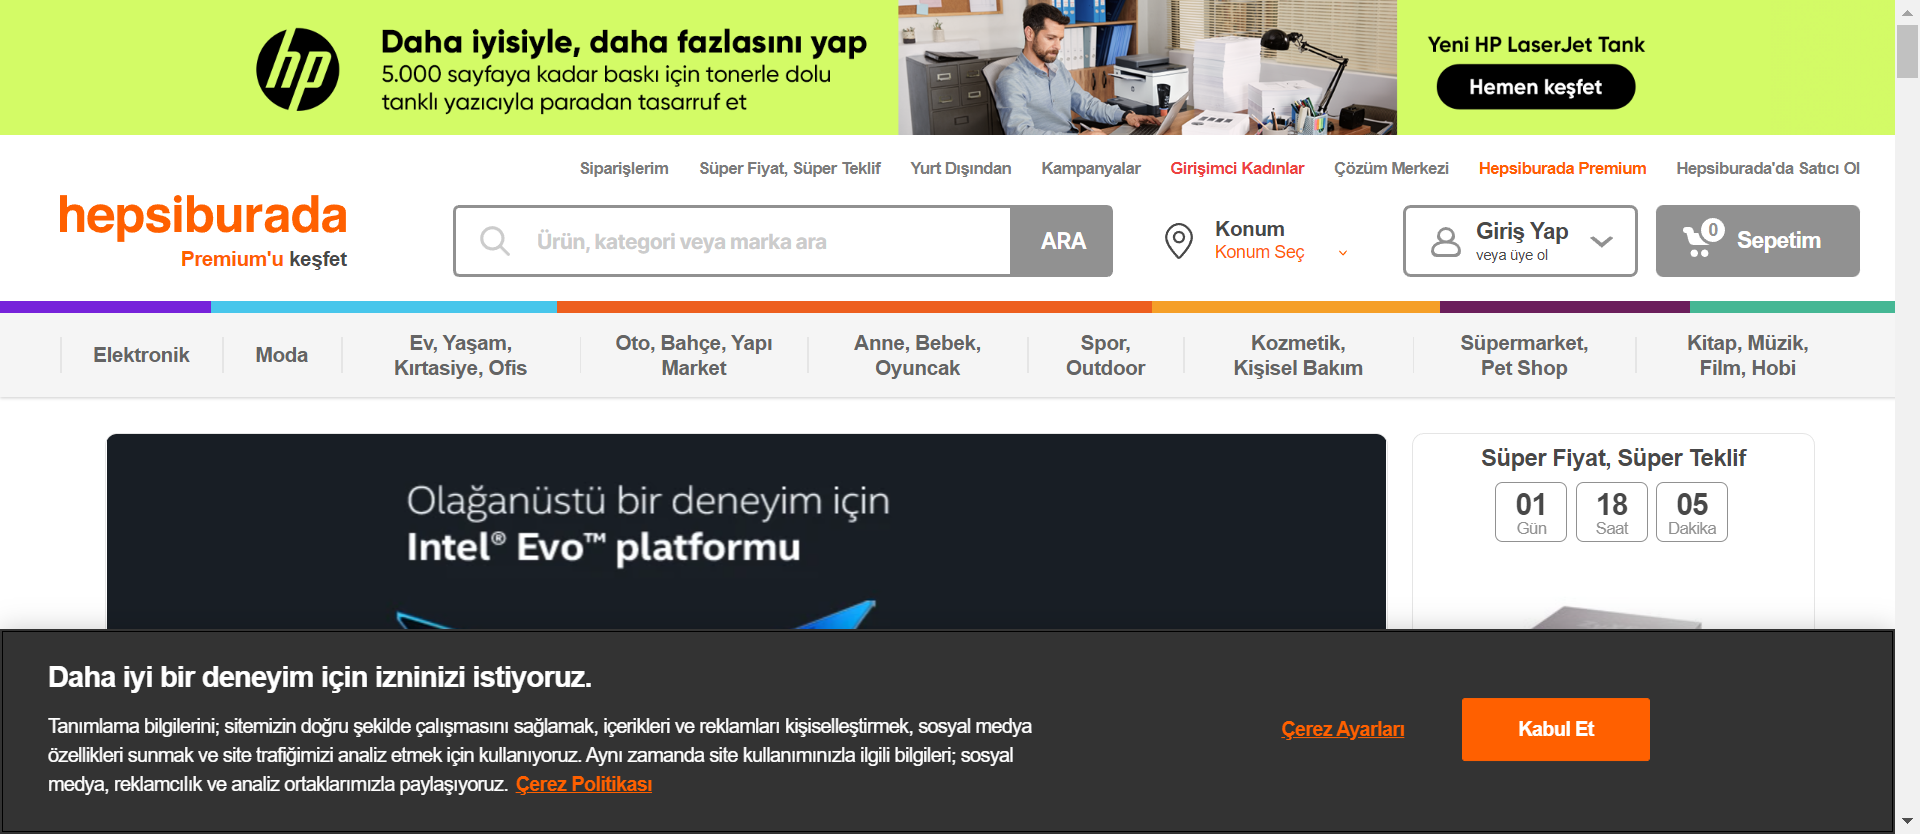 hp
Daha iyisiyle, daha fazlasını yap
5.000 sayfaya kadar baskı için tonerle dolu
tanklı yazıcıyla paradan tasarruf et
Yeni HP LaserJet Tank
Hemen keşfet
Siparişlerim Süper Fiyat, Süper Teklif Yurt Dışından Kampanyalar Girişimci Kadınlar Çözüm Merkezi Hepsiburada Premium Hepsiburada'da Satıcı Ol
hepsiburada
Premium'u keşfet
Ürün, kategori veya marka ara
ARA
Konum
Konum Seç
Giriş Yap
veya üye ol
0
Sepetim
Elektronik
Moda
Ev, Yaşam,
Kırtasiye, Ofis
Oto, Bahçe, Yapı
Market
Anne, Bebek,
Oyuncak
Spor,
Outdoor
Kozmetik,
Kişisel Bakım
Süpermarket,
Pet Shop
Kitap, Müzik,
Film, Hobi
Olağanüstü bir deneyim için
Intel® Evo™ platformu
Süper Fiyat, Süper Teklif
01 18 05
Gün Saat Dakika
Daha iyi bir deneyim için izninizi istiyoruz.
Tanımlama bilgilerini; sitemizin doğru şekilde çalışmasını sağlamak, içerikleri ve reklamları kişiselleştirmek, sosyal medya
özellikleri sunmak ve site trafiğimizi analiz etmek için kullanıyoruz. Aynı zamanda site kullanımınızla ilgili bilgileri; sosyal
medya, reklamcılık ve analiz ortaklarımızla paylaşıyoruz. Çerez Politikası
Çerez Ayarları
Kabul Et